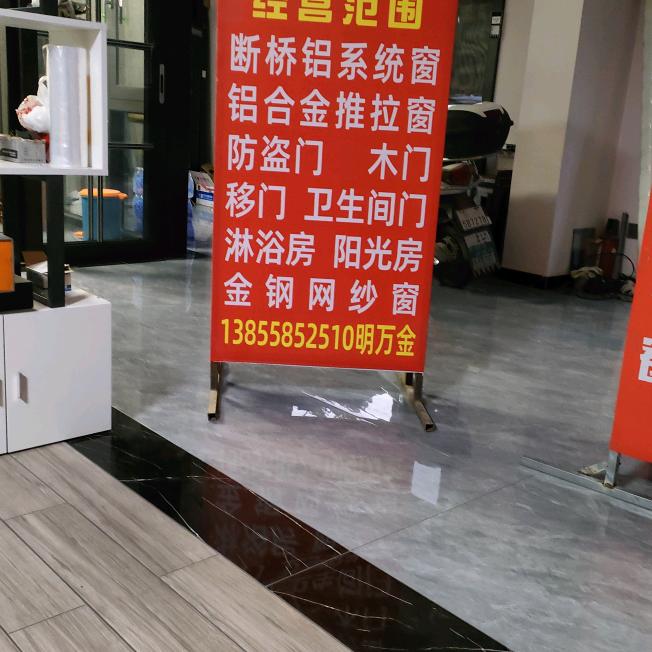 经营范围
断桥铝系统窗
铝合金推拉窗
防盗门 木门
移门 卫生间门
淋浴房 阳光房
金钢网纱窗
13855852510明万金